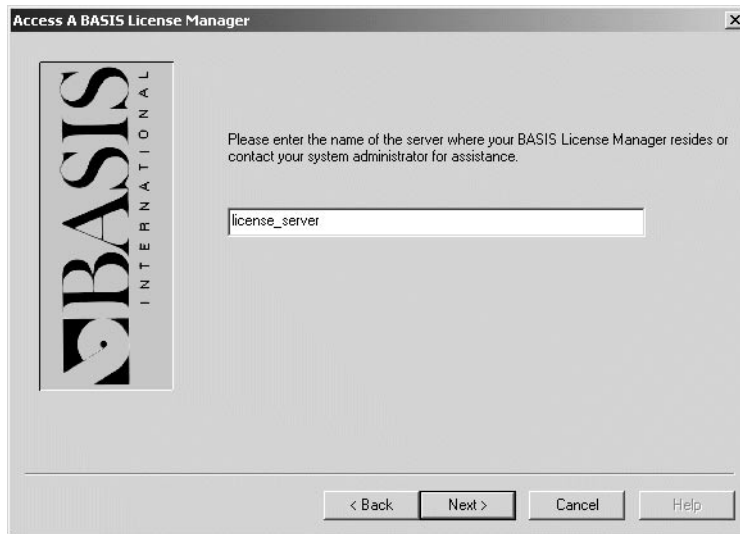 Access A BASIS License Manager
BASIS
INTERNATIONAL
Please enter the name of the server where your BASIS License Manager resides or
contact your system administrator for assistance.
license_server
< Back
Next >
Cancel
Help